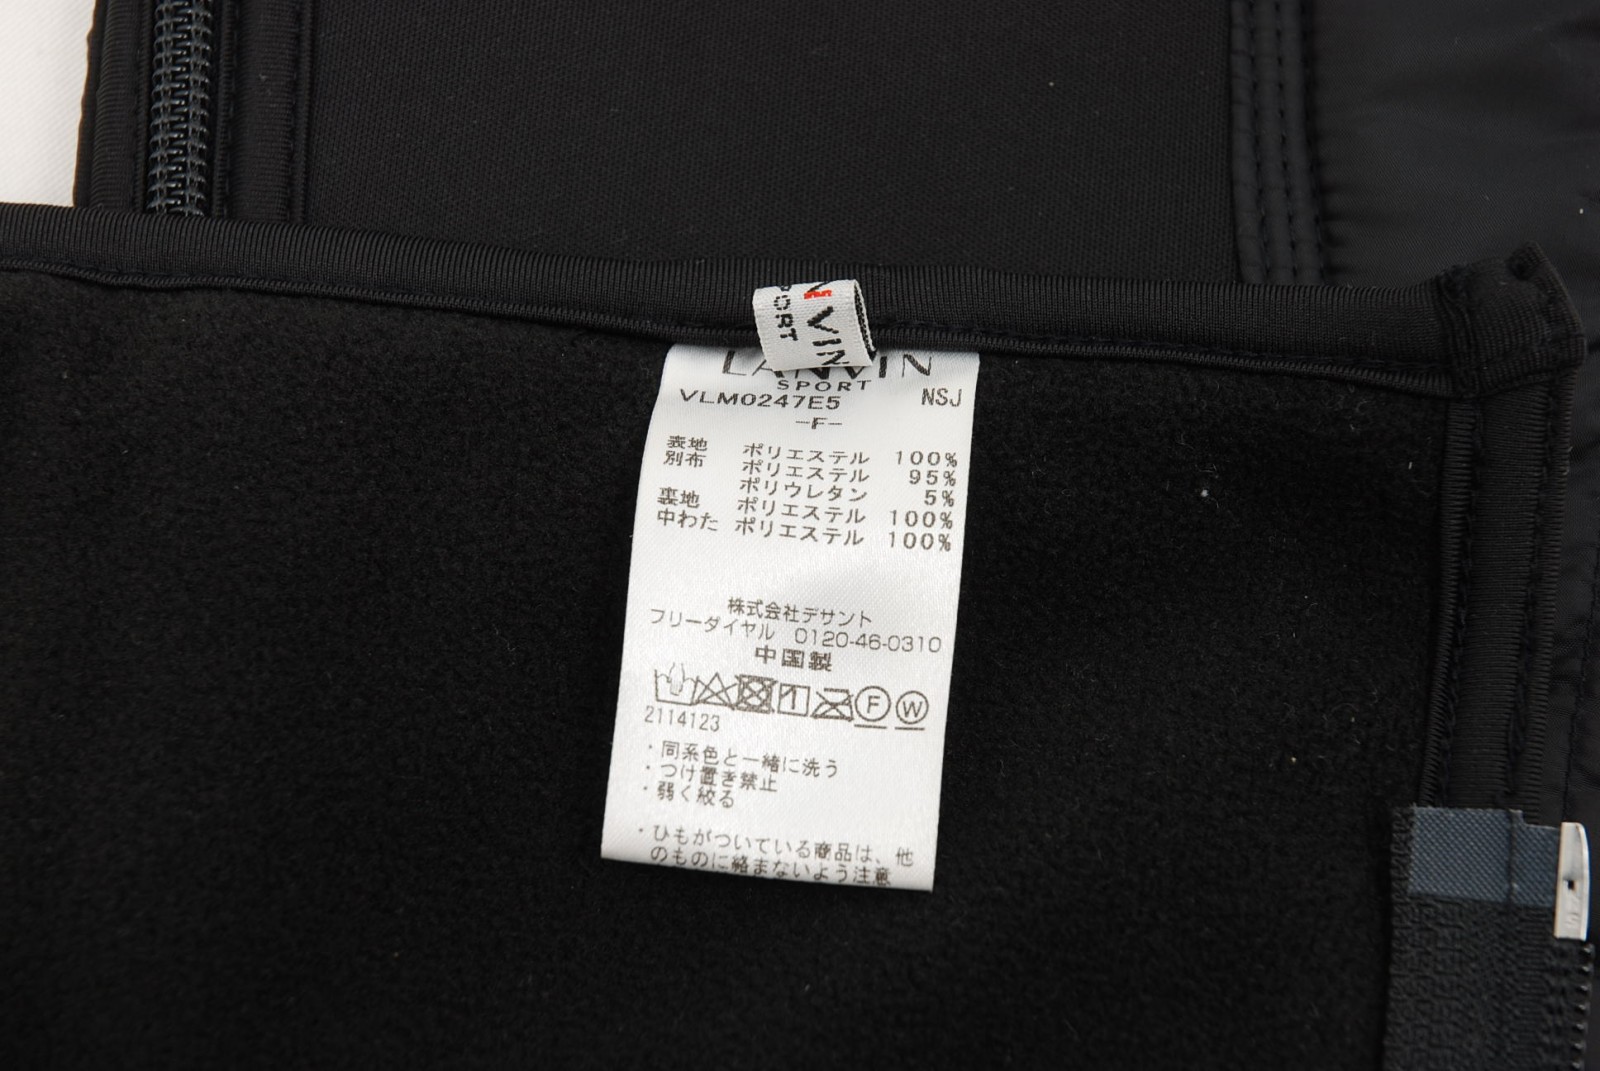 VIN
PORT
LANVIN
SPORT
VLM0247E5 NSJ
-F-
表地 ポリエステル 100%
別布 ポリエステル 95%
ポリウレタン 5%
裏地 ポリエステル 100%
中わた ポリエステル 100%
株式会社デサント
フリーダイヤル 0120-46-0310
中国製
F W
2114123
・同系色と一緒に洗う
・つけ置き禁止
・弱く絞る
・ひもがついている商品は、他
のものに絡まないよう注意